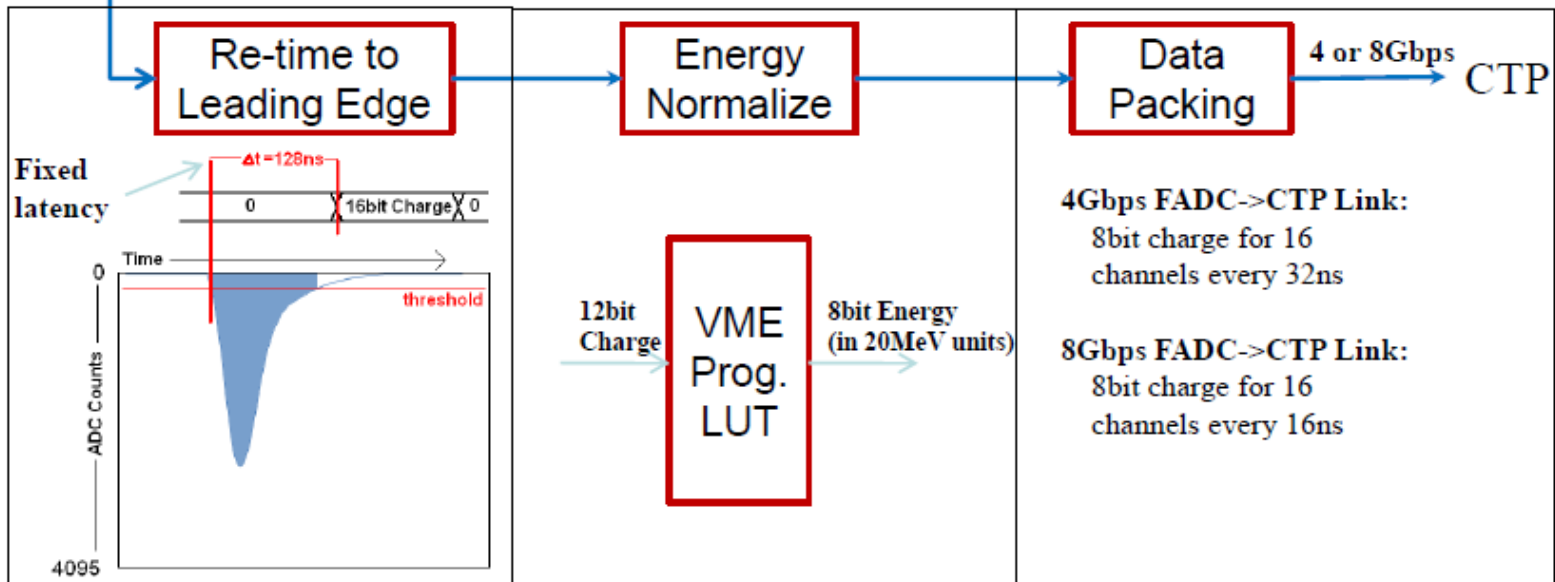 Re-time to
Leading Edge
Energy
Normalize
Data
Packing
4 or 8Gbps
CTP
Fixed
latency
Δt=128ns
0
16bit Charge
0
Time
0
threshold
ADC Counts
4095
12bit
Charge
VME
Prog.
LUT
8bit Energy
(in 20MeV units)
4Gbps FADC->CTP Link:
8bit charge for 16
channels every 32ns
8Gbps FADC->CTP Link:
8bit charge for 16
channels every 16ns